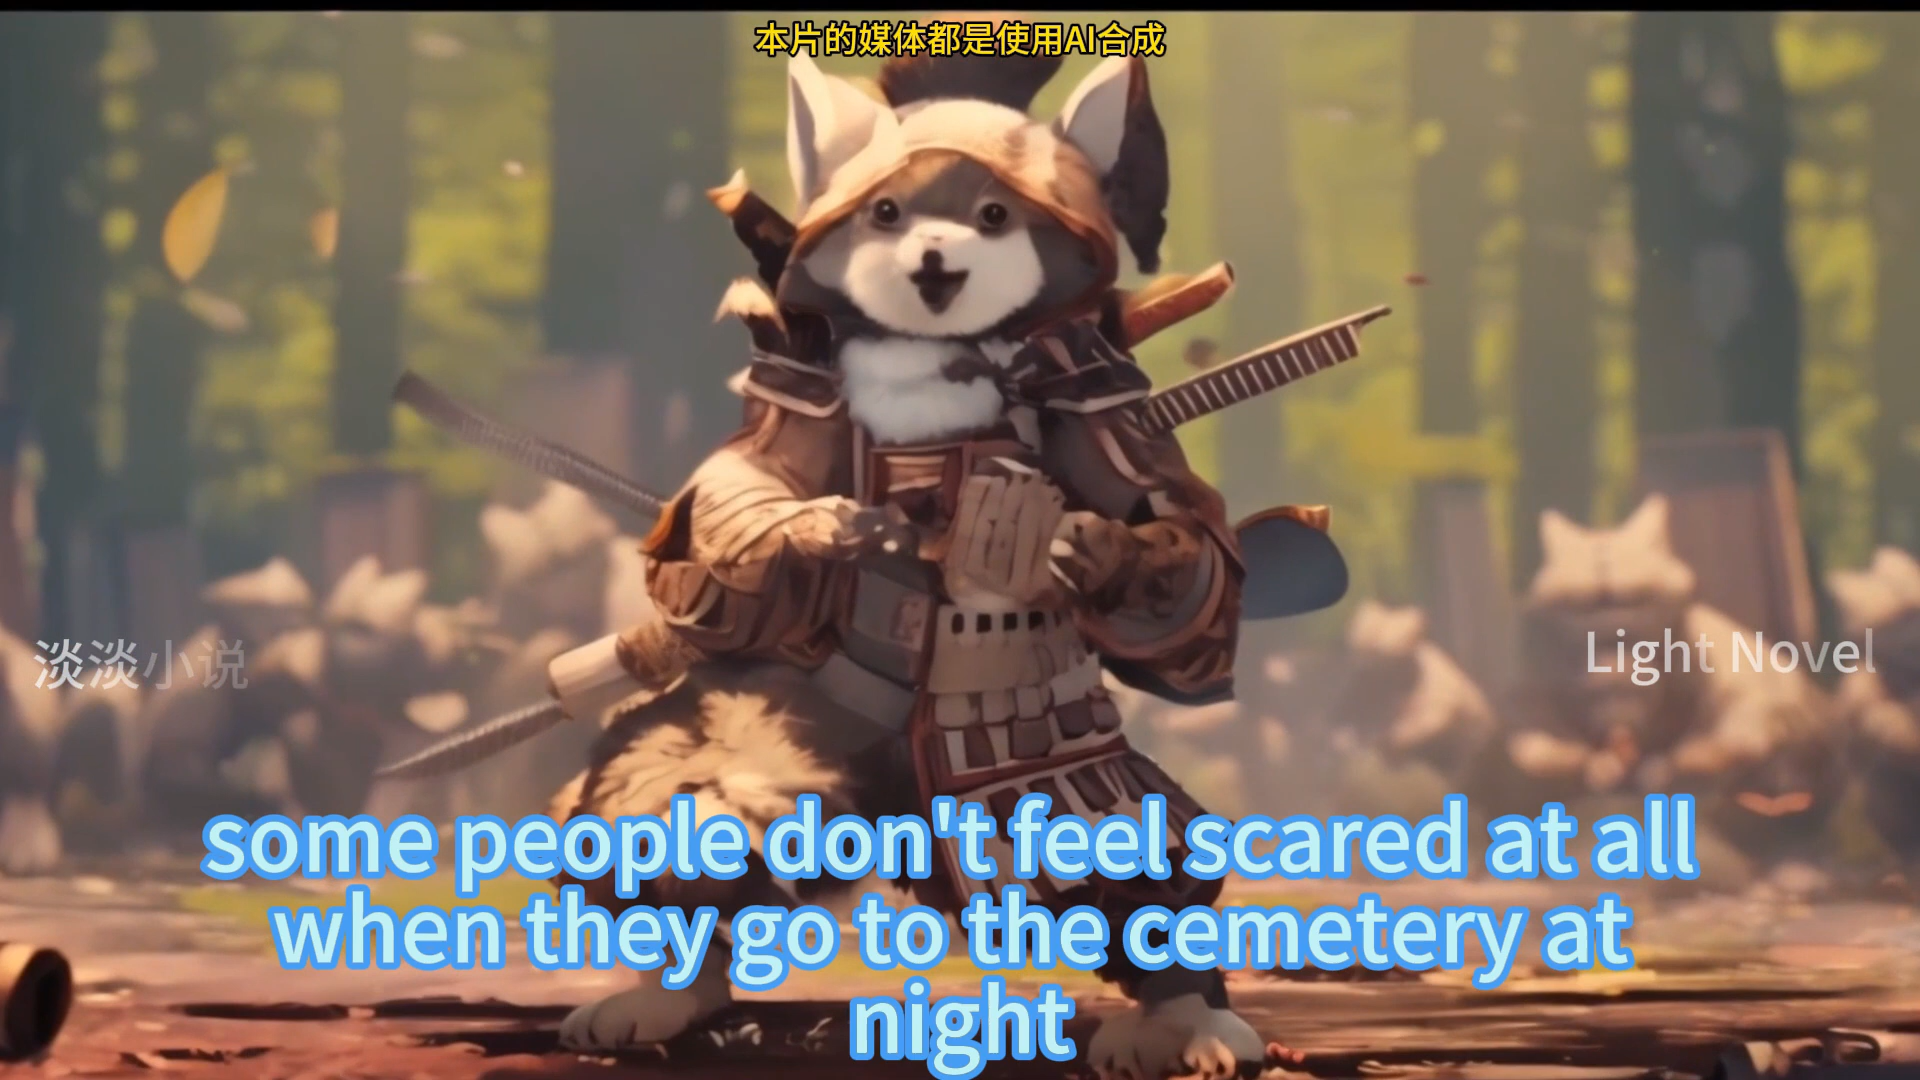 本片的媒体都是使用AI合成
淡淡小说
Light Novel
some people don't feel scared at all
when they go to the cemetery at
night